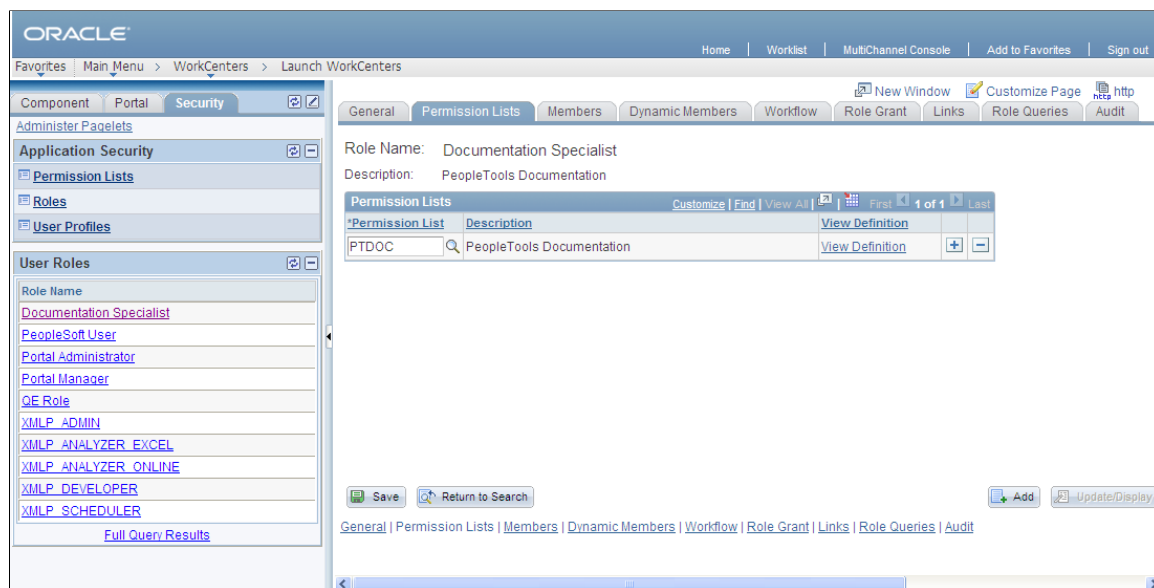 ORACLE
Home | Worklist | MultiChannel Console | Add to Favorites | Sign out
Favorites | Main Menu > WorkCenters > Launch WorkCenters
Component Portal Security
Administer Pagelets
Application Security
Permission Lists
Roles
User Profiles
User Roles
Role Name
Documentation Specialist
PeopleSoft User
Portal Administrator
Portal Manager
QE Role
XMLP_ADMIN
XMLP_ANALYZER_EXCEL
XMLP_ANALYZER_ONLINE
XMLP_DEVELOPER
XMLP_SCHEDULER
Full Query Results
New Window Customize Page http
General Permission Lists Members Dynamic Members Workflow Role Grant Links Role Queries Audit
Role Name: Documentation Specialist
Description: PeopleTools Documentation
Permission Lists Customize | Find | View All | | First 1 of 1 Last
*Permission List Description View Definition
PTDOC PeopleTools Documentation View Definition
Save Return to Search Add Update/Display
General | Permission Lists | Members | Dynamic Members | Workflow | Role Grant | Links | Role Queries | Audit